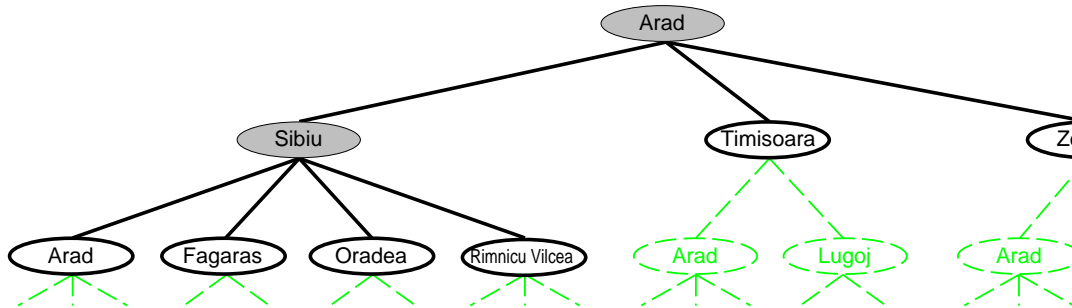 Arad
Sibiu
Timisoara
Arad
Fagaras
Oradea
Rimnicu Vilcea
Arad
Lugoj
Arad